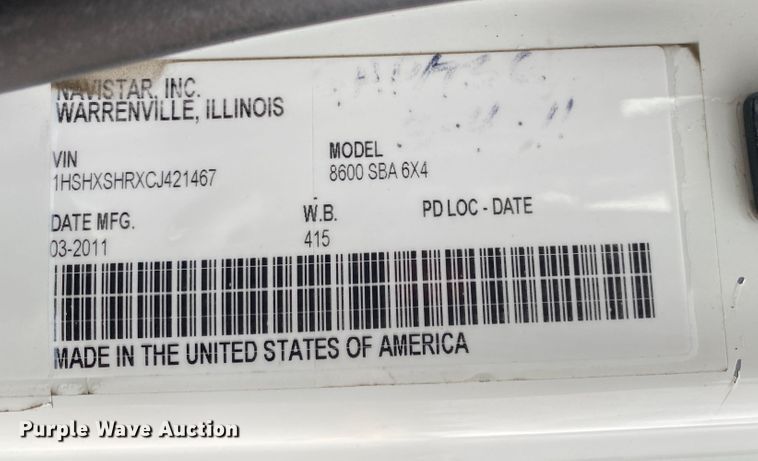 NAVISTAR, INC.
WARRENVILLE, ILLINOIS
VIN
1HSHXSHRXCJ421467
MODEL
8600 SBA 6X4
DATE MFG.
03-2011
W.B.
415
PD LOC - DATE
MADE IN THE UNITED STATES OF AMERICA
Purple Wave Auction